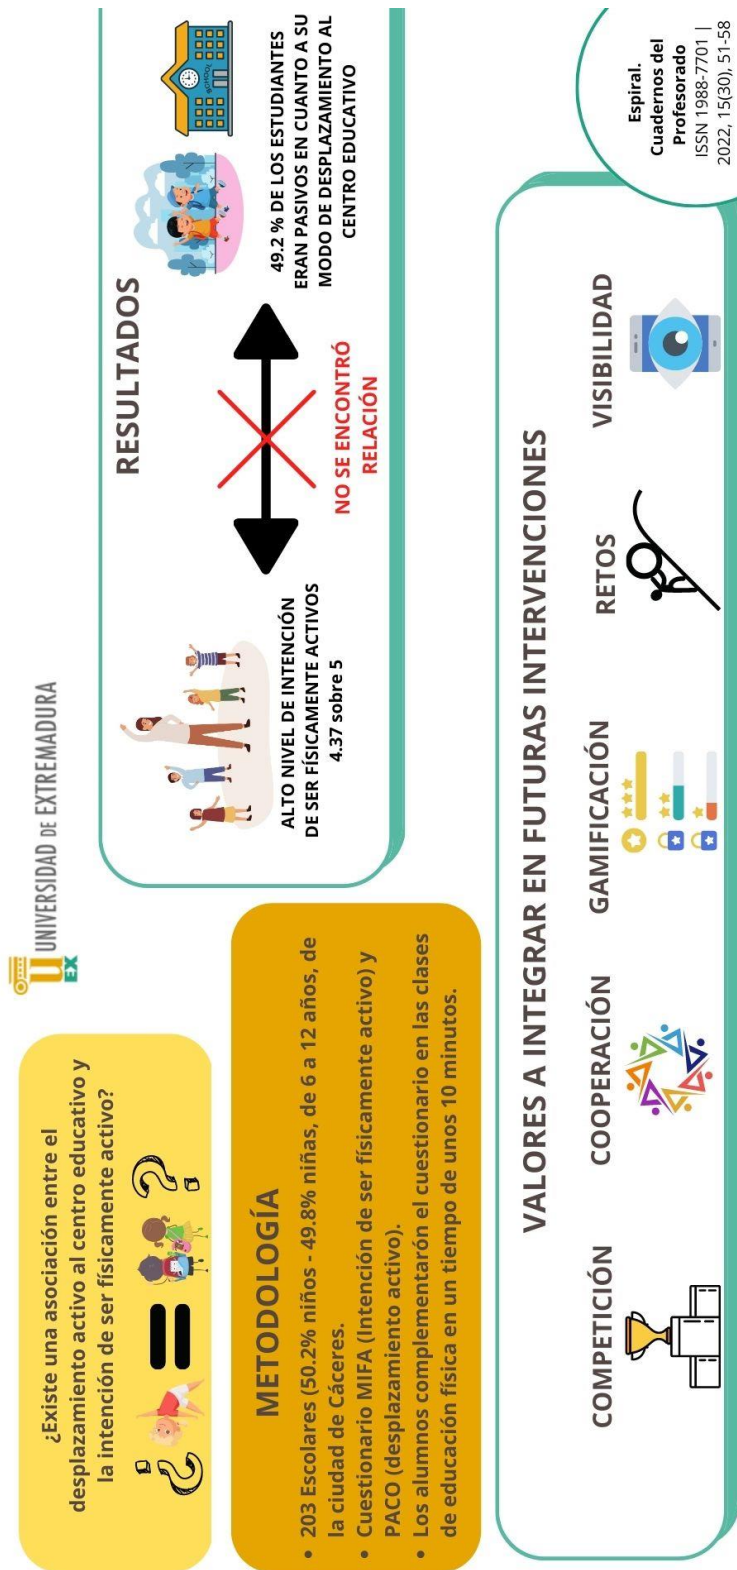 UNIVERSIDAD DE EXTREMADURA
UEX
¿Existe una asociación entre el
desplazamiento activo al centro educativo y
la intención de ser físicamente activo?
METODOLOGÍA
• 203 Escolares (50.2% niños - 49.8% niñas, de 6 a 12 años, de
la ciudad de Cáceres.
• Cuestionario MIFA (Intención de ser físicamente activo) y
PACO (desplazamiento activo).
• Los alumnos complementarón el cuestionario en las clases
de educación física en un tiempo de unos 10 minutos.
RESULTADOS
ALTO NIVEL DE INTENCIÓN
DE SER FÍSICAMENTE ACTIVOS
4.37 sobre 5
NO SE ENCONTRÓ
RELACIÓN
SCHOOL
49.2 % DE LOS ESTUDIANTES
ERAN PASIVOS EN CUANTO A SU
MODO DE DESPLAZAMIENTO AL
CENTRO EDUCATIVO
VALORES A INTEGRAR EN FUTURAS INTERVENCIONES
COMPETICIÓN
COOPERACIÓN
GAMIFICACIÓN
RETOS
VISIBILIDAD
Espiral.
Cuadernos del
Profesorado
ISSN 1988-7701 |
2022, 15(30), 51-58